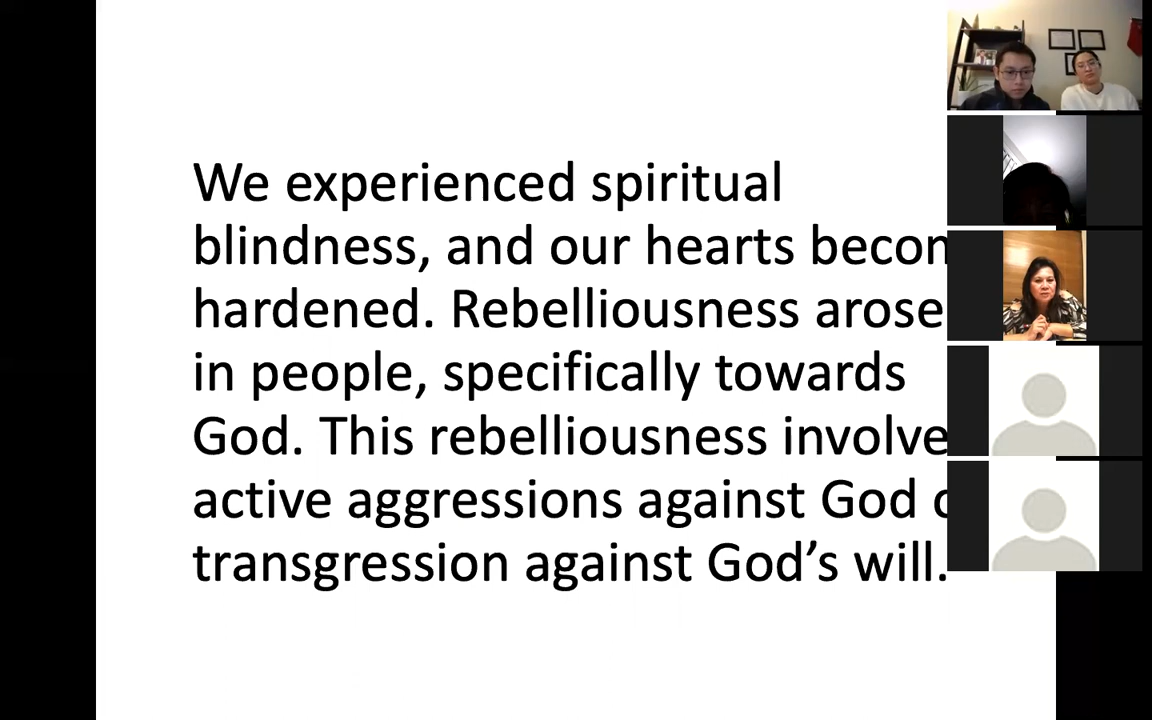 We experienced spiritual
blindness, and our hearts
hardened. Rebelliousness arose
in people, specifically towards
God. This rebelliousness
active aggressions against God
transgression against God's will.